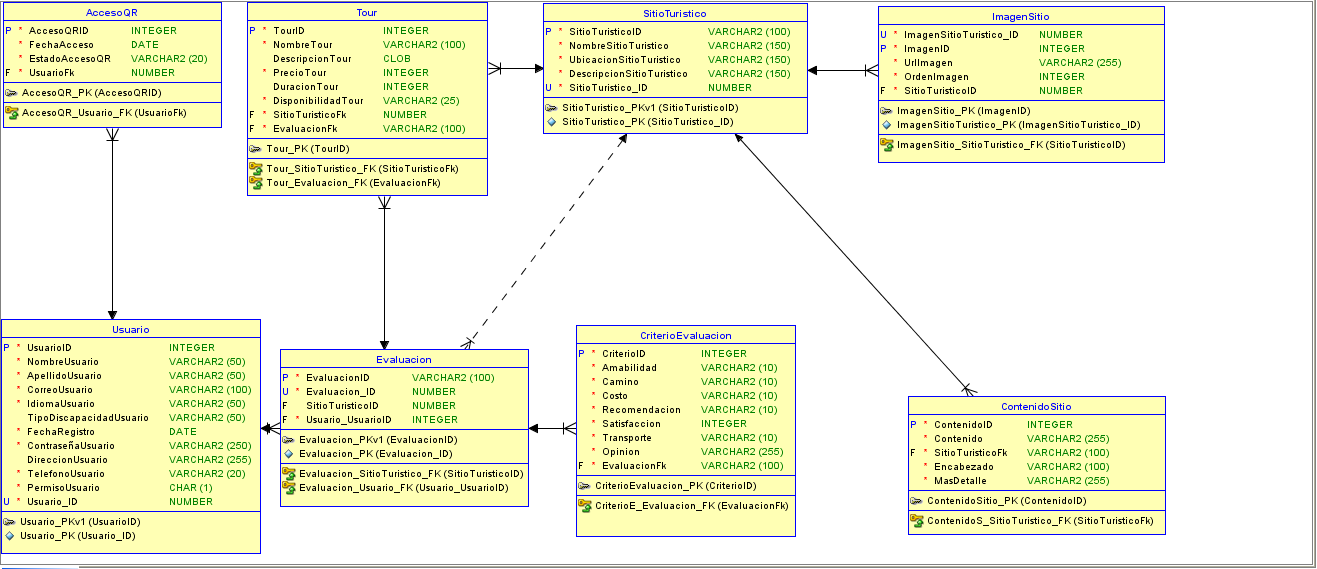 AccesoQR
P * AccesoQRID INTEGER
* FechaAcceso DATE
* EstadoAccesoQR VARCHAR2 (20)
F * UsuarioFk NUMBER
AccesoQR_PK (AccesoQRID)
AccesoQR_Usuario_FK (UsuarioFk)
Tour
P * TourID INTEGER
* NombreTour VARCHAR2 (100)
DescripcionTour CLOB
* PrecioTour INTEGER
DuracionTour INTEGER
* DisponibilidadTour VARCHAR2 (25)
F * SitioTuristicoFk NUMBER
F * EvaluacionFk VARCHAR2 (100)
Tour_PK (TourID)
Tour_SitioTuristico_FK (SitioTuristicoFk)
Tour_Evaluacion_FK (EvaluacionFk)
SitioTuristico
P * SitioTuristicoID VARCHAR2 (100)
* NombreSitioTuristico VARCHAR2 (150)
* UbicacionSitioTuristico VARCHAR2 (150)
* DescripcionSitioTuristico VARCHAR2 (150)
U * SitioTuristico_ID NUMBER
SitioTuristico_PKv1 (SitioTuristicoID)
SitioTuristico_PK (SitioTuristico_ID)
ImagenSitio
U * ImagenSitioTuristico_ID NUMBER
P * ImagenID INTEGER
* UrlImagen VARCHAR2 (255)
* OrdenImagen INTEGER
F * SitioTuristicoID NUMBER
ImagenSitio_PK (ImagenID)
ImagenSitioTuristico_PK (ImagenSitioTuristico_ID)
ImagenSitio_SitioTuristico_FK (SitioTuristicoID)
Usuario
P * UsuarioID INTEGER
* NombreUsuario VARCHAR2 (50)
* ApellidoUsuario VARCHAR2 (50)
* CorreoUsuario VARCHAR2 (100)
* IdiomaUsuario VARCHAR2 (50)
TipoDiscapacidadUsuario VARCHAR2 (50)
* FechaRegistro DATE
* ContraseñaUsuario VARCHAR2 (250)
DireccionUsuario VARCHAR2 (255)
* TelefonoUsuario VARCHAR2 (20)
* PermisoUsuario CHAR (1)
U * Usuario_ID NUMBER
Usuario_PKv1 (UsuarioID)
Usuario_PK (Usuario_ID)
Evaluacion
P * EvaluacionID VARCHAR2 (100)
U * Evaluacion_ID NUMBER
F SitioTuristicoID NUMBER
F * Usuario_UsuarioID INTEGER
Evaluacion_PKv1 (EvaluacionID)
Evaluacion_PK (Evaluacion_ID)
Evaluacion_SitioTuristico_FK (SitioTuristicoID)
Evaluacion_Usuario_FK (Usuario_UsuarioID)
CriterioEvaluacion
P * CriterioID INTEGER
* Amabilidad VARCHAR2 (10)
* Camino VARCHAR2 (10)
* Costo VARCHAR2 (10)
* Recomendacion VARCHAR2 (10)
* Satisfaccion INTEGER
* Transporte VARCHAR2 (10)
* Opinion VARCHAR2 (255)
F * EvaluacionFk VARCHAR2 (100)
CriterioEvaluacion_PK (CriterioID)
CriterioE_Evaluacion_FK (EvaluacionFk)
ContenidoSitio
P * ContenidoID INTEGER
* Contenido VARCHAR2 (255)
F * SitioTuristicoFk VARCHAR2 (100)
* Encabezado VARCHAR2 (100)
* MasDetalle VARCHAR2 (255)
ContenidoSitio_PK (ContenidoID)
ContenidoS_SitioTuristico_FK (SitioTuristicoFk)